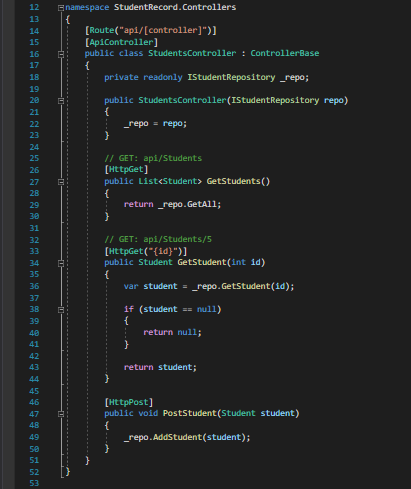 12 namespace StudentRecord.Controllers
13 {
14 [Route("api/[controller]")]
15 [ApiController]
16 public class StudentsController : ControllerBase
17 {
18 private readonly IStudentRepository _repo;
19
20 public StudentsController(IStudentRepository repo)
21 {
22 _repo = repo;
23 }
24
25 // GET: api/Students
26 [HttpGet]
27 public List<Student> GetStudents()
28 {
29 return _repo.GetAll;
30 }
31
32 // GET: api/Students/5
33 [HttpGet("{id}")]
34 public Student GetStudent(int id)
35 {
36 var student = _repo.GetStudent(id);
37
38 if (student == null)
39 {
40 return null;
41 }
42
43 return student;
44 }
45
46 [HttpPost]
47 public void PostStudent(Student student)
48 {
49 _repo.AddStudent(student);
50 }
51 }
52 }
53